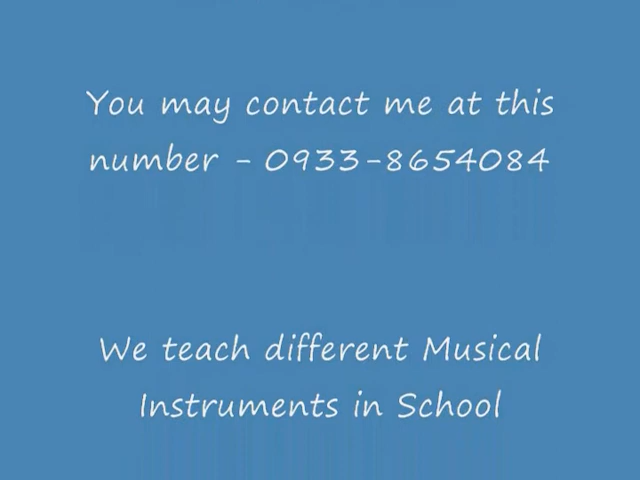 You may contact me at this
number - 0933-8654084
We teach different Musical
Instruments in School